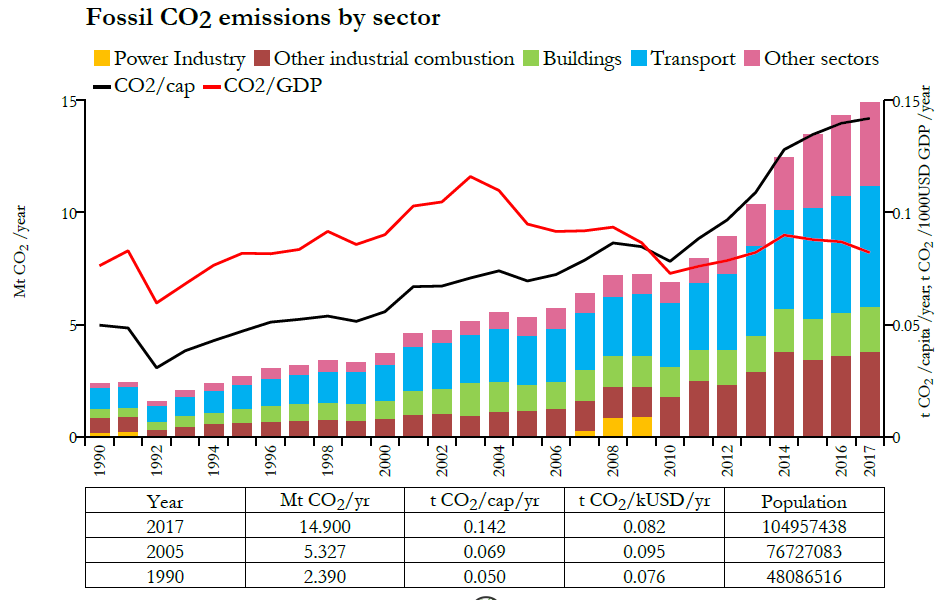 Fossil CO2 emissions by sector
Power Industry Other industrial combustion Buildings Transport Other sectors
CO2/cap CO2/GDP
Mt CO2 /year
15
10
5
0
0.15
0.1
0.05
0
t CO2 /capita /year; t CO2 /1000USD GDP /year
1990 1992 1994 1996 1998 2000 2002 2004 2006 2008 2010 2012 2014 2016 2017
Year Mt CO2/yr t CO2/cap/yr t CO2/kUSD/yr Population
2017 14.900 0.142 0.082 104957438
2005 5.327 0.069 0.095 76727083
1990 2.390 0.050 0.076 48086516